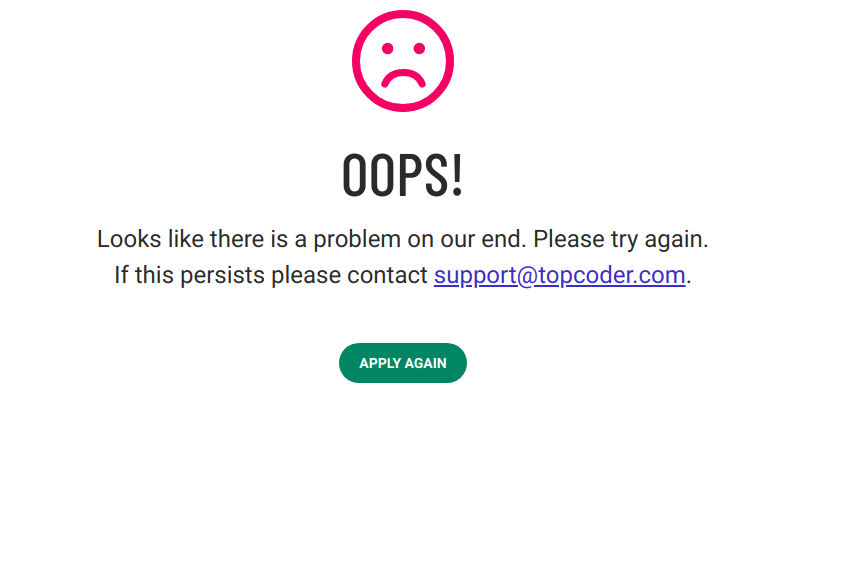 OOPS!
Looks like there is a problem on our end. Please try again.
If this persists please contact support@topcoder.com.
APPLY AGAIN